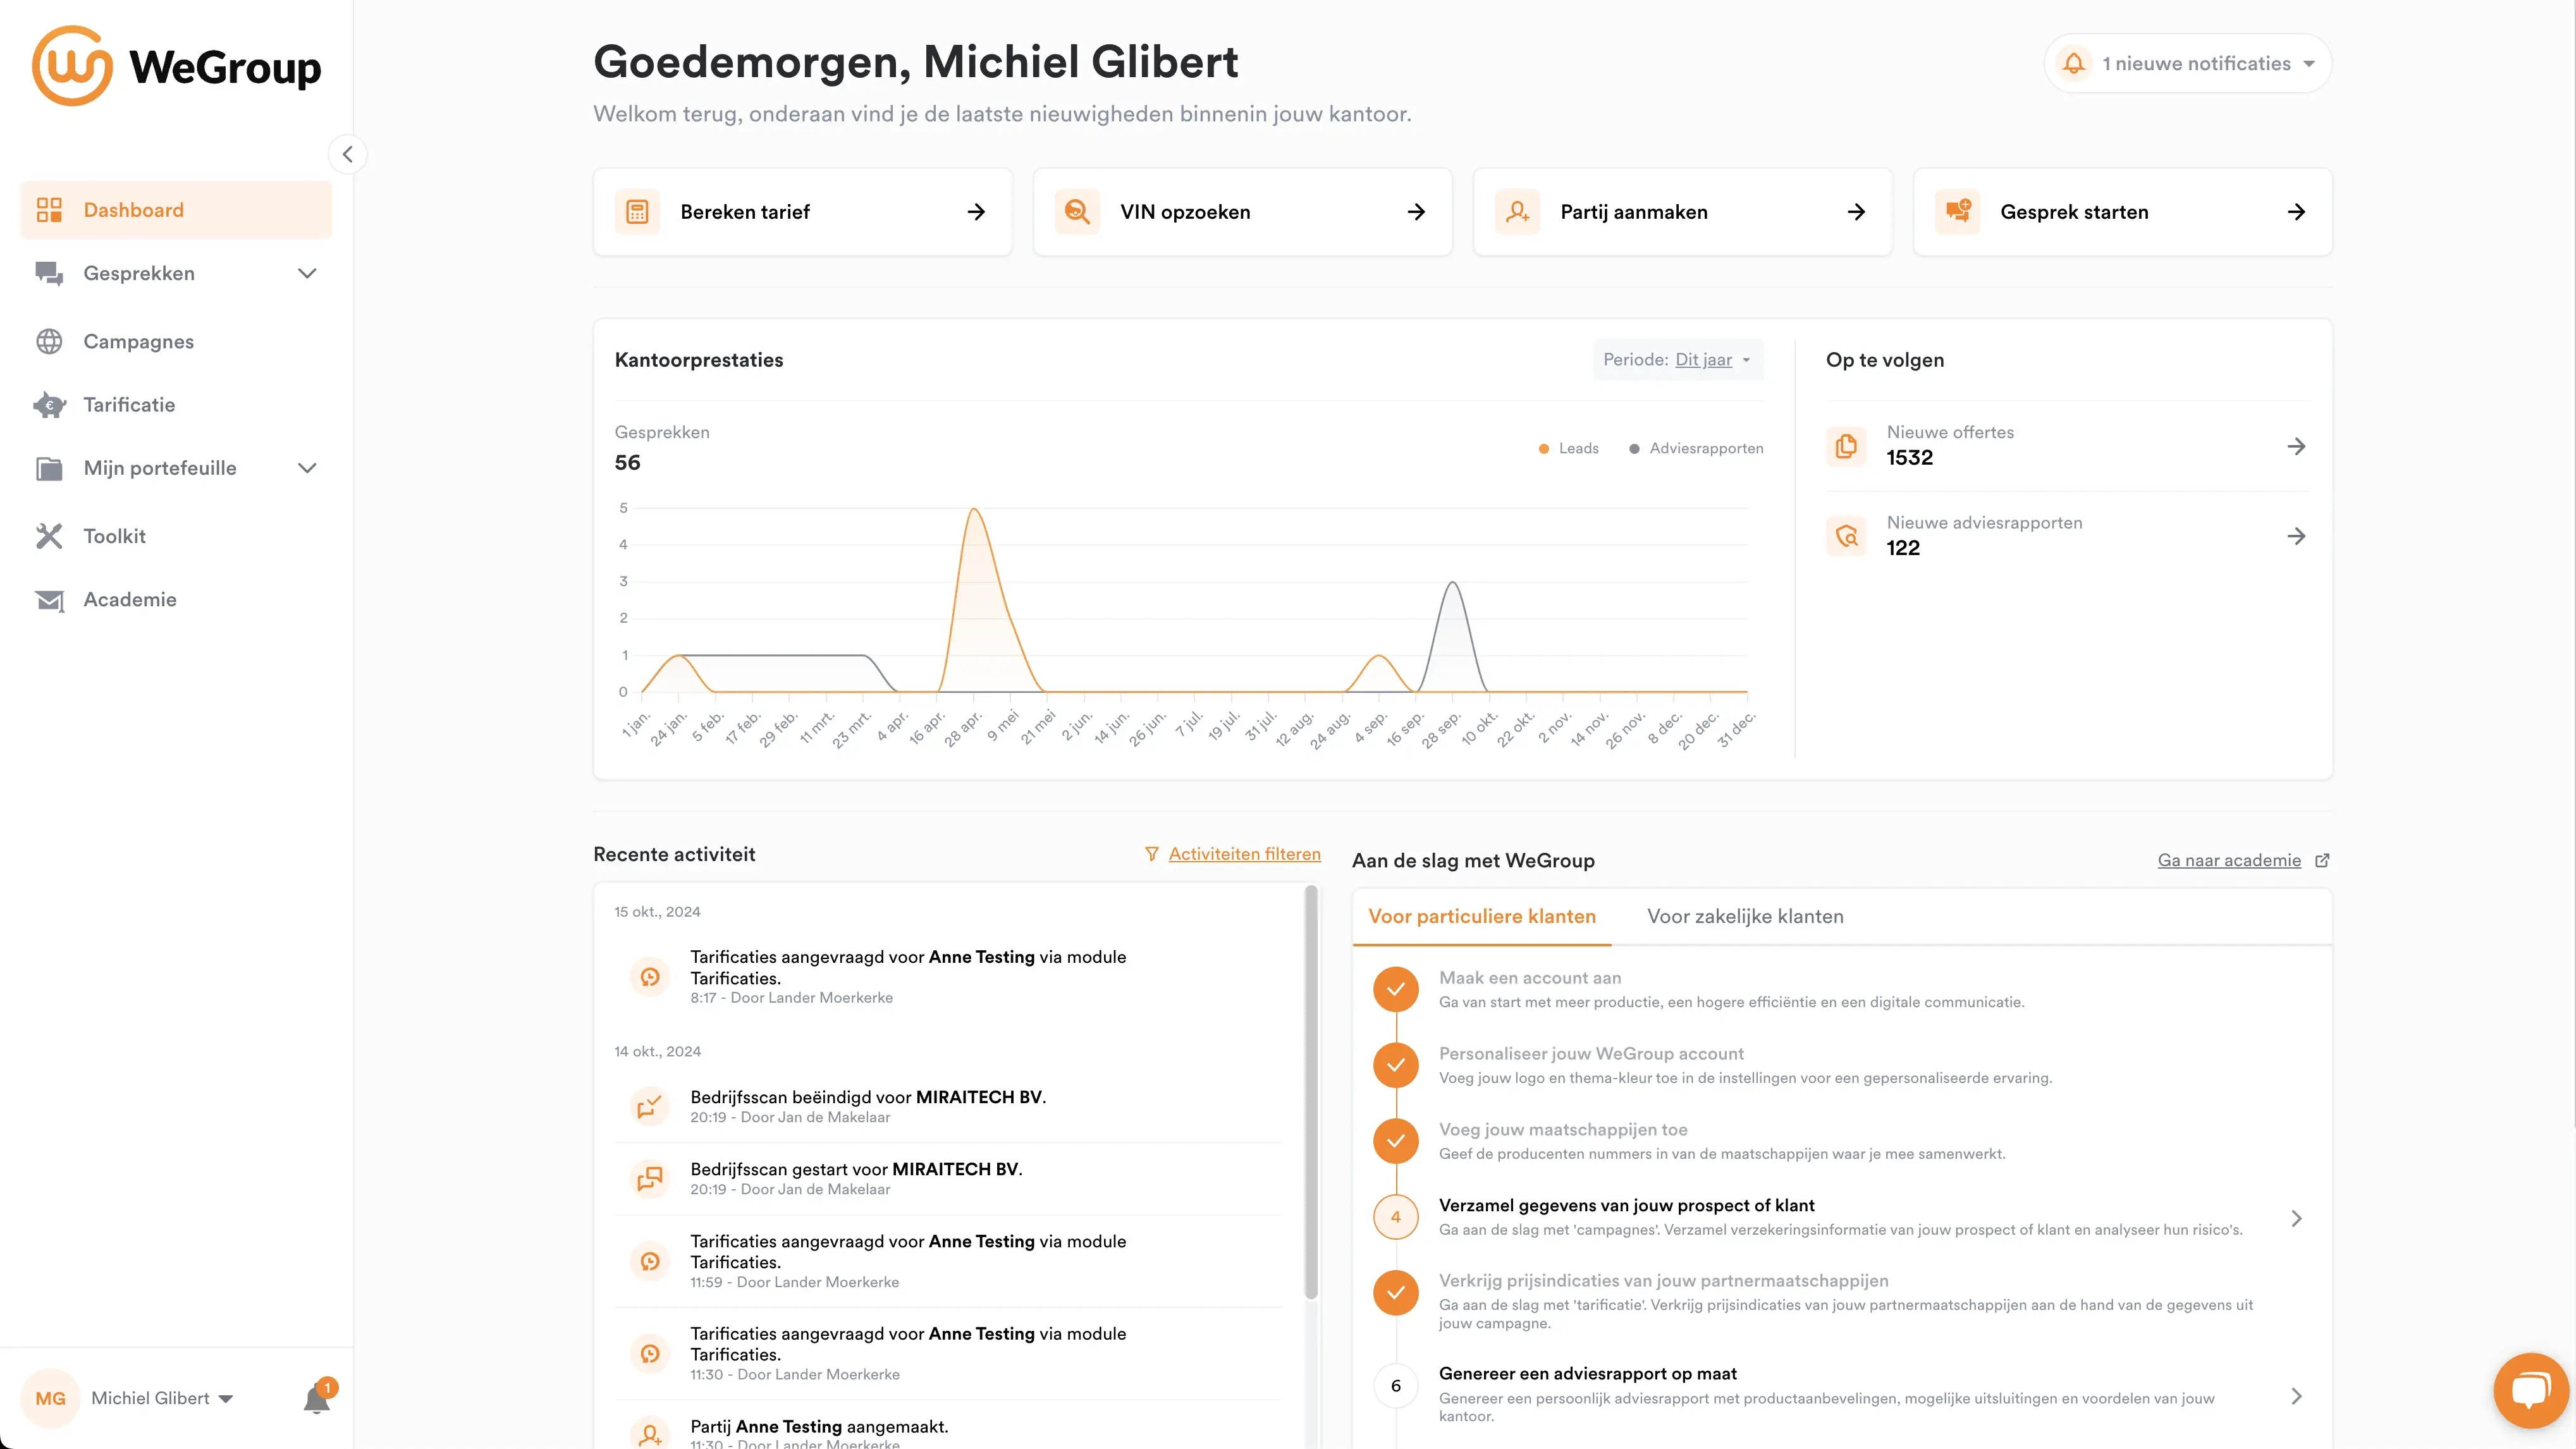 WeGroup
Dashboard
Gesprekken
Campagnes
Tarificatie
€
Mijn portefeuille
Toolkit
Academie
MG
Michiel Glibert
1
Goedemorgen, Michiel Glibert
Welkom terug, onderaan vind je de laatste nieuwigheden binnenin jouw kantoor.
1 nieuwe notificaties
Bereken tarief
VIN opzoeken
Partij aanmaken
Gesprek starten
Kantoorprestaties
Periode: Dit jaar
Gesprekken
56
Leads
Adviesrapporten
5
4
3
2
1
0
1 jan.
24 jan.
5 feb.
17 feb.
29 feb.
11 mrt.
23 mrt.
4 apr.
16 apr.
28 apr.
9 mei
21 mei
2 jun.
14 jun.
26 jun.
7 jul.
19 jul.
31 jul.
12 aug.
24 aug.
4 sep.
16 sep.
28 sep.
10 okt.
22 okt.
2 nov.
14 nov.
26 nov.
8 dec.
20 dec.
31 dec.
Op te volgen
Nieuwe offertes
1532
Nieuwe adviesrapporten
122
Recente activiteit
Activiteiten filteren
15 okt., 2024
Tarificaties aangevraagd voor Anne Testing via module
Tarificaties.
8:17 - Door Lander Moerkerke
14 okt., 2024
Bedrijfsscan beëindigd voor MIRAITECH BV.
20:19 - Door Jan de Makelaar
Bedrijfsscan gestart voor MIRAITECH BV.
20:19 - Door Jan de Makelaar
Tarificaties aangevraagd voor Anne Testing via module
Tarificaties.
11:59 - Door Lander Moerkerke
Tarificaties aangevraagd voor Anne Testing via module
Tarificaties.
11:30 - Door Lander Moerkerke
Partij Anne Testing aangemaakt.
11:30 - Door Lander Moerkerke
Aan de slag met WeGroup
Ga naar academie
Voor particuliere klanten
Voor zakelijke klanten
Maak een account aan
Ga van start met meer productie, een hogere efficiëntie en een digitale communicatie.
Personaliseer jouw WeGroup account
Voeg jouw logo en thema-kleur toe in de instellingen voor een gepersonaliseerde ervaring.
Voeg jouw maatschappijen toe
Geef de producenten nummers in van de maatschappijen waar je mee samenwerkt.
4
Verzamel gegevens van jouw prospect of klant
Ga aan de slag met 'campagnes'. Verzamel verzekeringsinformatie van jouw prospect of klant en analyseer hun risico's.
Verkrijg prijsindicaties van jouw partnermaatschappijen
Ga aan de slag met 'tarificatie'. Verkrijg prijsindicaties van jouw partnermaatschappijen aan de hand van de gegevens uit
jouw campagne.
6
Genereer een adviesrapport op maat
Genereer een persoonlijk adviesrapport met productaanbevelingen, mogelijke uitsluitingen en voordelen van jouw
kantoor.